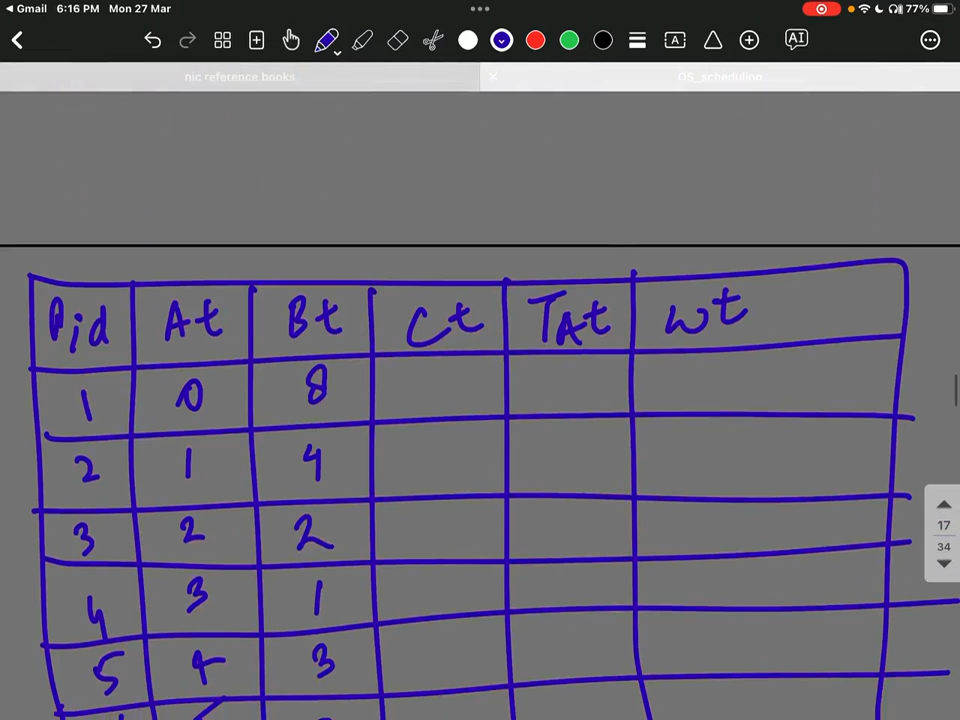 Gmail 6:16 PM Mon 27 Mar 77%
AI
nic reference books OS_scheduling
Pid At Bt Ct TAt wt
1 0 8
2 1 4
3 2 2
4 3 1
5 4 3
17
34